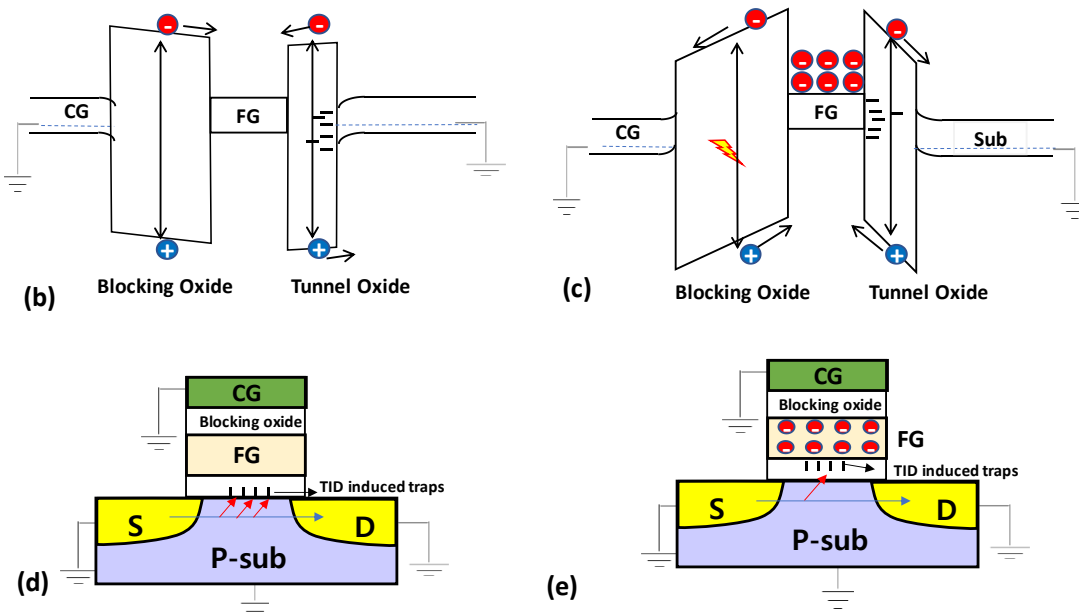 CG
FG
Blocking Oxide
Tunnel Oxide
(b)
CG
FG
Sub
Blocking Oxide
Tunnel Oxide
(c)
CG
Blocking oxide
FG
TID induced traps
S
D
P-sub
(d)
CG
Blocking oxide
FG
TID induced traps
S
D
P-sub
(e)